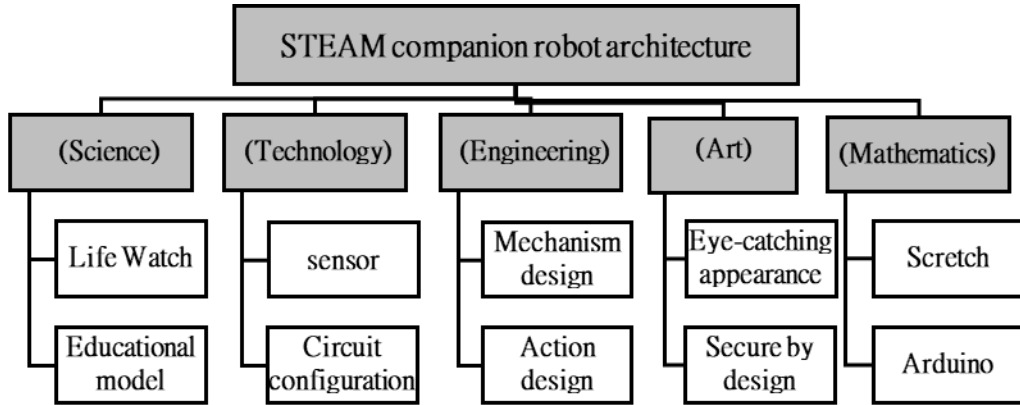 STEAM companion robot architecture
(Science)
(Technology)
(Engineering)
(Art)
(Mathematics)
Life Watch
sensor
Mechanism
design
Eye-catching
appearance
Scretch
Educational
model
Circuit
configuration
Action
design
Secure by
design
Arduino